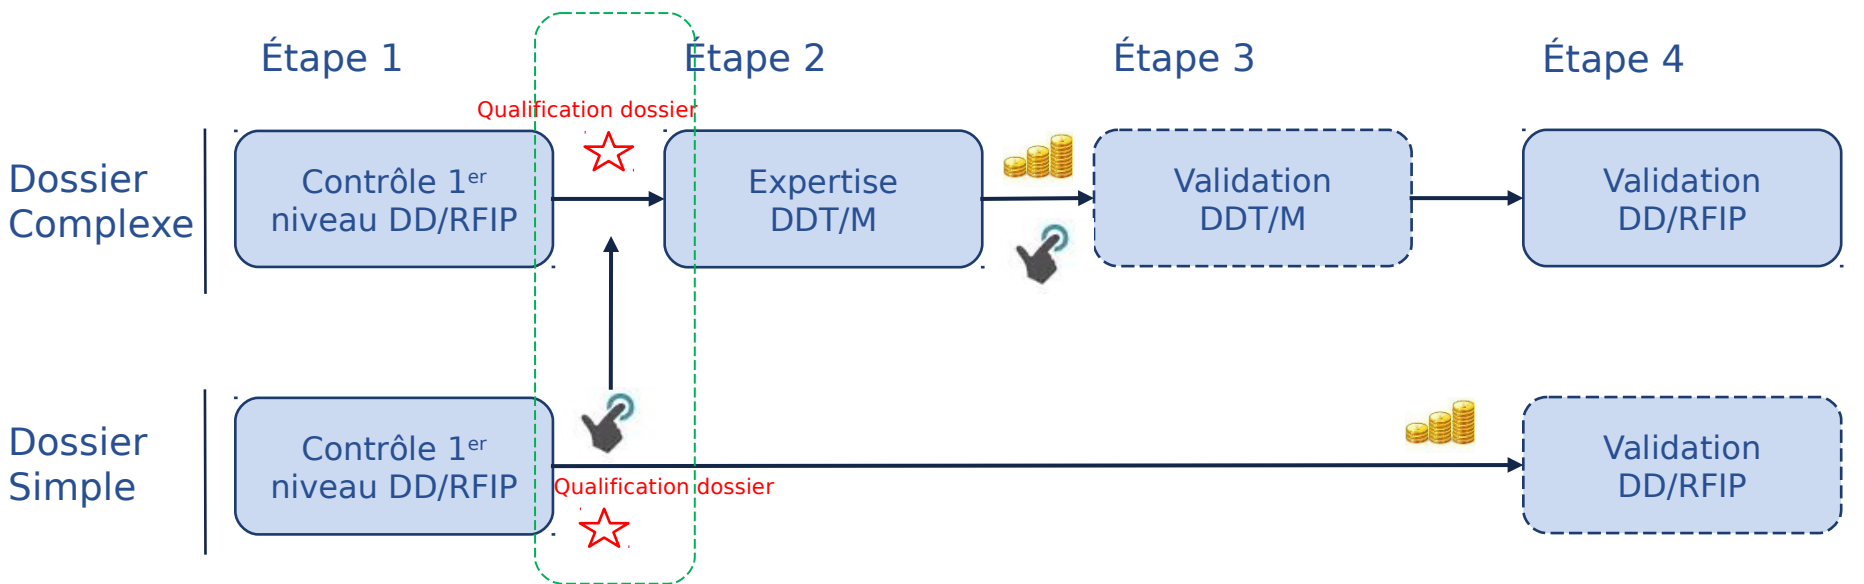 Étape 1
Étape 2
Étape 3
Étape 4
Qualification dossier
Dossier
Complexe
Contrôle 1er
niveau DD/RFIP
Expertise
DDT/M
Validation
DDT/M
Validation
DD/RFIP
Dossier
Simple
Contrôle 1er
niveau DD/RFIP
Qualification dossier
Validation
DD/RFIP